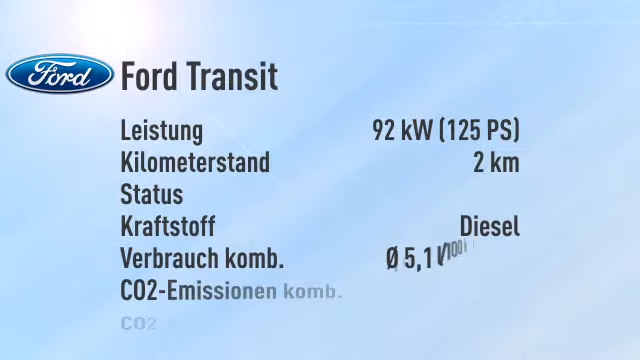 Ford Ford Transit
Leistung 92 kW (125 PS)
Kilometerstand 2 km
Status
Kraftstoff Diesel
Verbrauch komb. Ø 5,1 l/100
CO2-Emissionen komb.
CO2